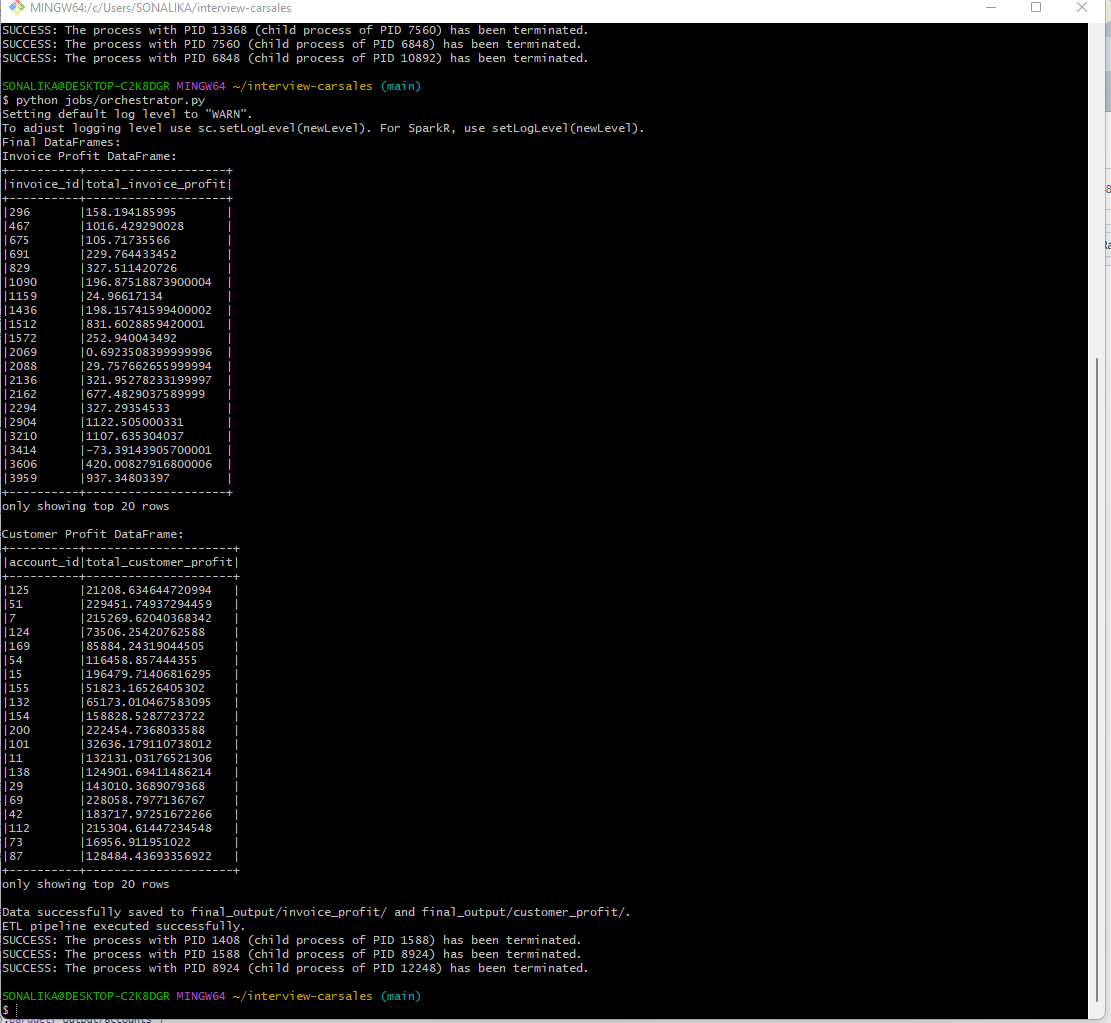 MINGW64:/c/Users/SONALIKA/interview-carsales
SUCCESS: The process with PID 13368 (child process of PID 7560) has been terminated.
SUCCESS: The process with PID 7560 (child process of PID 6848) has been terminated.
SUCCESS: The process with PID 6848 (child process of PID 10892) has been terminated.
SONALIKA@DESKTOP-C2K8DGR MINGW64 ~/interview-carsales (main)
$ python jobs/orchestrator.py
Setting default log level to "WARN".
To adjust logging level use sc.setLogLevel(newLevel). For SparkR, use setLogLevel(newLevel).
Final DataFrames:
Invoice Profit DataFrame:
+----------+--------------------+
|invoice_id|total_invoice_profit|
+----------+--------------------+
|296       |158.194185995       |
|467       |1016.429290028      |
|675       |105.71735566        |
|691       |229.764433452       |
|829       |327.511420726       |
|1090      |196.87518873900004  |
|1159      |24.96617134         |
|1436      |198.15741599400002  |
|1512      |831.6028859420001   |
|1572      |252.940043492       |
|2069      |0.6923508399999996  |
|2088      |29.757662655999994  |
|2136      |321.95278233199997  |
|2162      |677.4829037589999   |
|2294      |327.29354533        |
|2904      |1122.505000331      |
|3210      |1107.635304037      |
|3414      |-73.39143905700001  |
|3606      |420.00827916800006  |
|3959      |937.34803397        |
+----------+--------------------+
only showing top 20 rows
Customer Profit DataFrame:
+----------+---------------------+
|account_id|total_customer_profit|
+----------+---------------------+
|125       |21208.634644720994   |
|51        |229451.74937294459   |
|7         |215269.62040368342   |
|124       |73506.25420762588    |
|169       |85884.24319044505    |
|54        |116458.857444355     |
|15        |196479.71406816295   |
|155       |51823.16526405302    |
|132       |65173.010467583095   |
|154       |158828.5287723722    |
|200       |222454.7368033588    |
|101       |32636.179110738012   |
|11        |132131.03176521306   |
|138       |124901.69411486214   |
|29        |143010.3689079368    |
|69        |228058.7977136767    |
|42        |183717.97251672266   |
|112       |215304.61447234548   |
|73        |16956.911951022      |
|87        |128484.43693356922   |
+----------+---------------------+
only showing top 20 rows
Data successfully saved to final_output/invoice_profit/ and final_output/customer_profit/.
ETL pipeline executed successfully.
SUCCESS: The process with PID 1408 (child process of PID 1588) has been terminated.
SUCCESS: The process with PID 1588 (child process of PID 8924) has been terminated.
SUCCESS: The process with PID 8924 (child process of PID 12248) has been terminated.
SONALIKA@DESKTOP-C2K8DGR MINGW64 ~/interview-carsales (main)
$